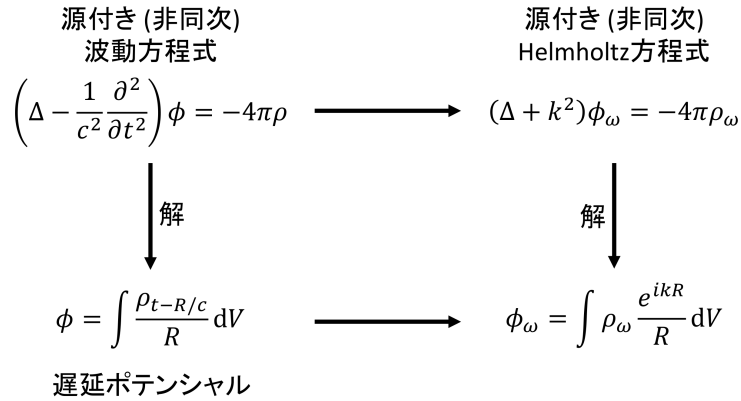 源付き (非同次)
波動方程式
(Δ − 1/c² ∂²/∂t²) ϕ = −4πρ
解
ϕ = ∫ ρ_{t−R/c}/R dV
遅延ポテンシャル
源付き (非同次)
Helmholtz方程式
(Δ + k²)ϕ_ω = −4πρ_ω
解
ϕ_ω = ∫ ρ_ω e^{ikR}/R dV